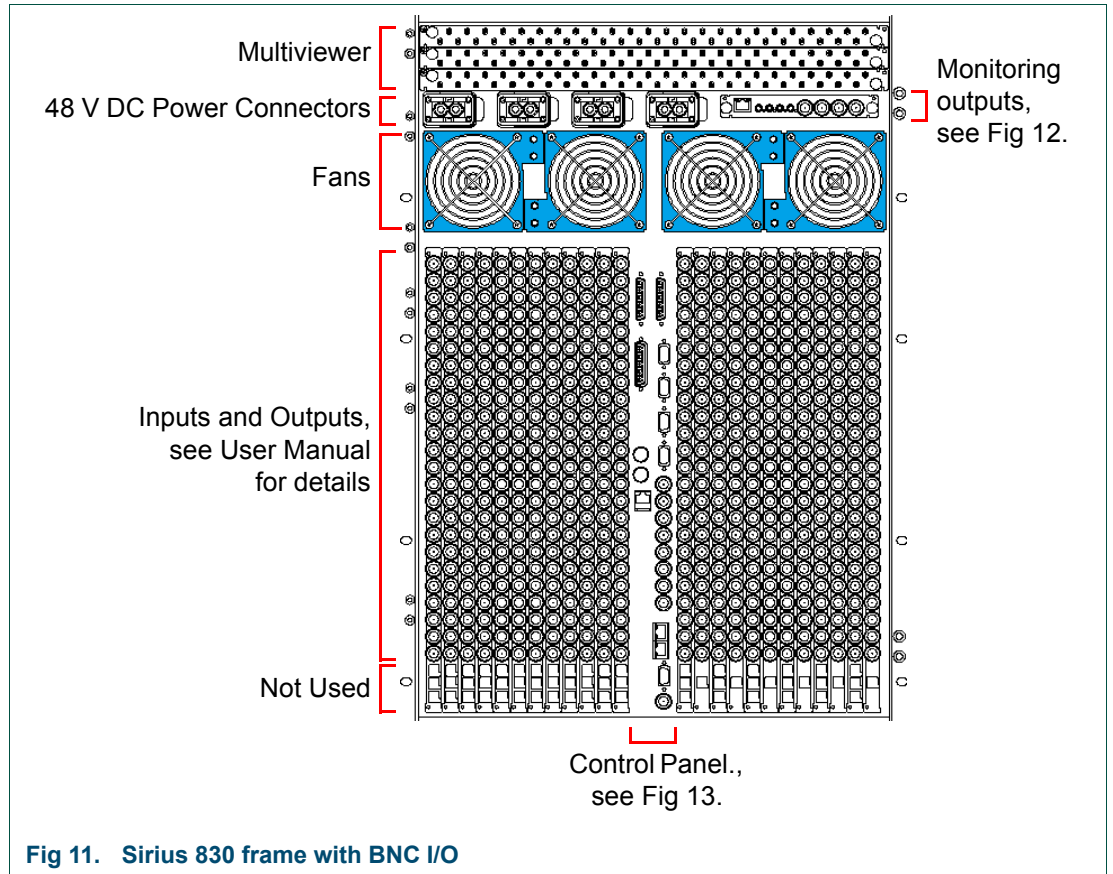 Multiviewer
48 V DC Power Connectors
Fans
Monitoring
outputs,
see Fig 12.
Inputs and Outputs,
see User Manual
for details
Not Used
Control Panel.,
see Fig 13.
Fig 11. Sirius 830 frame with BNC I/O